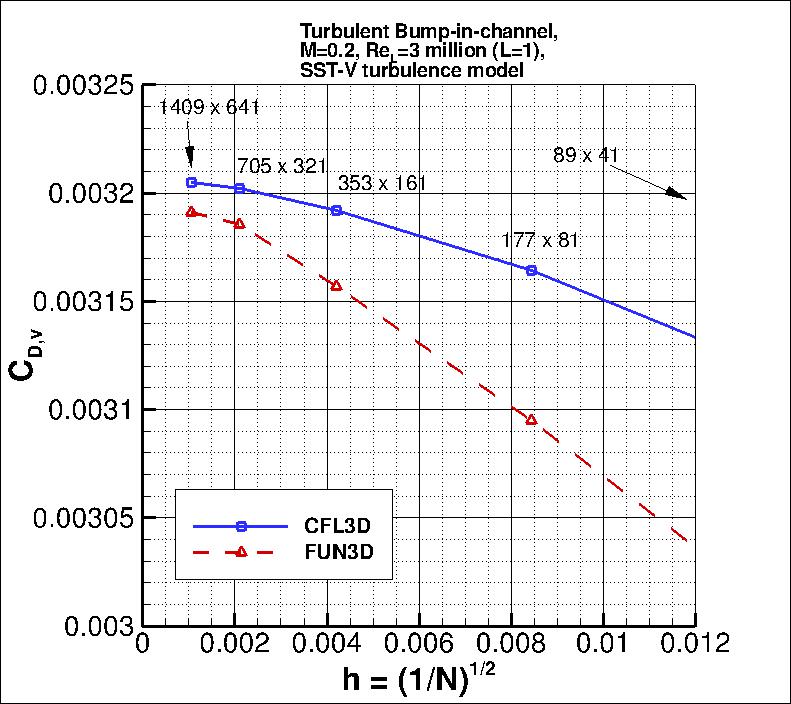 Turbulent Bump-in-channel,
M=0.2, Re_L=3 million (L=1),
SST-V turbulence model
0.00325
1409 x 641
89 x 41
705 x 321
353 x 161
0.0032
177 x 81
0.00315
C_D,v
0.0031
0.00305
CFL3D
FUN3D
0.003
0 0.002 0.004 0.006 0.008 0.01 0.012
h = (1/N)^1/2